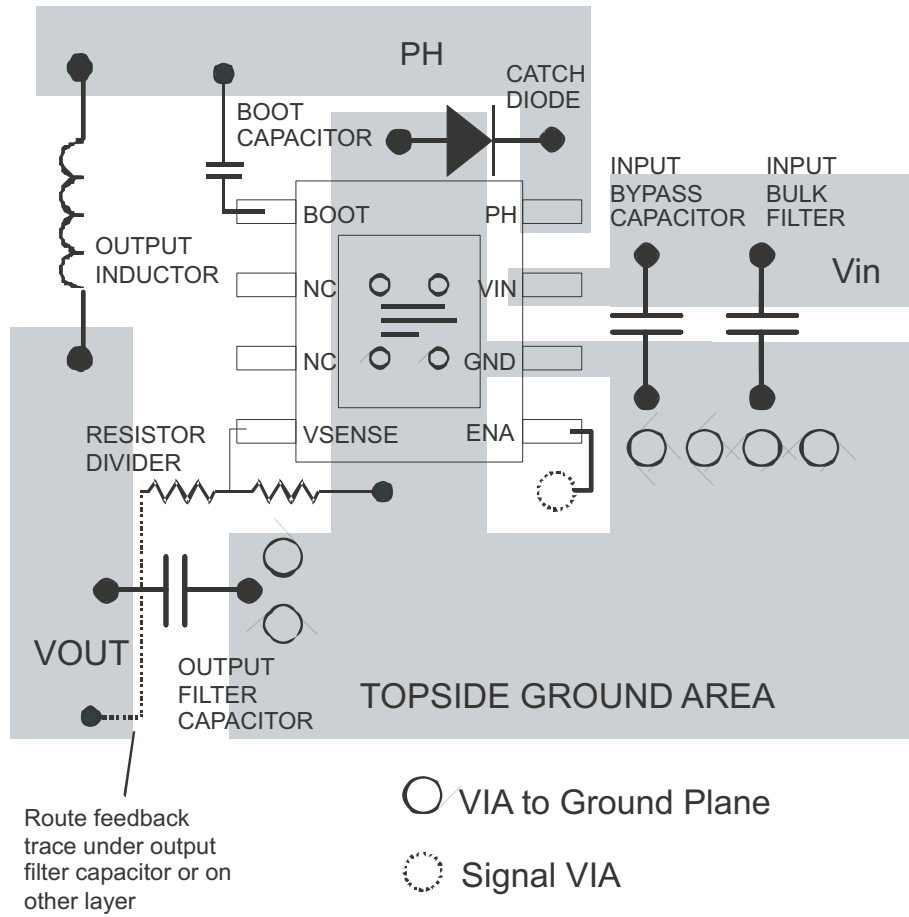 PH
CATCH
DIODE
BOOT
CAPACITOR
INPUT
BYPASS
CAPACITOR
INPUT
BULK
FILTER
BOOT
PH
OUTPUT
INDUCTOR
Vin
NC
VIN
NC
GND
RESISTOR
DIVIDER
VSENSE
ENA
VOUT
OUTPUT
FILTER
CAPACITOR
TOPSIDE GROUND AREA
Route feedback
trace under output
filter capacitor or on
other layer
VIA to Ground Plane
Signal VIA